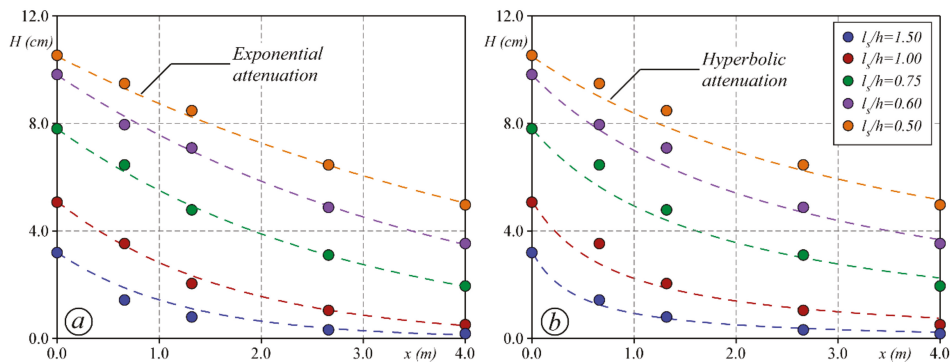 12.0
H (cm)
8.0
4.0
0.0
0.0
1.0
2.0
3.0
x (m)
4.0
Exponential
attenuation
a
12.0
H (cm)
8.0
4.0
0.0
0.0
1.0
2.0
3.0
x (m)
4.0
Hyperbolic
attenuation
b
ls/h=1.50
ls/h=1.00
ls/h=0.75
ls/h=0.60
ls/h=0.50